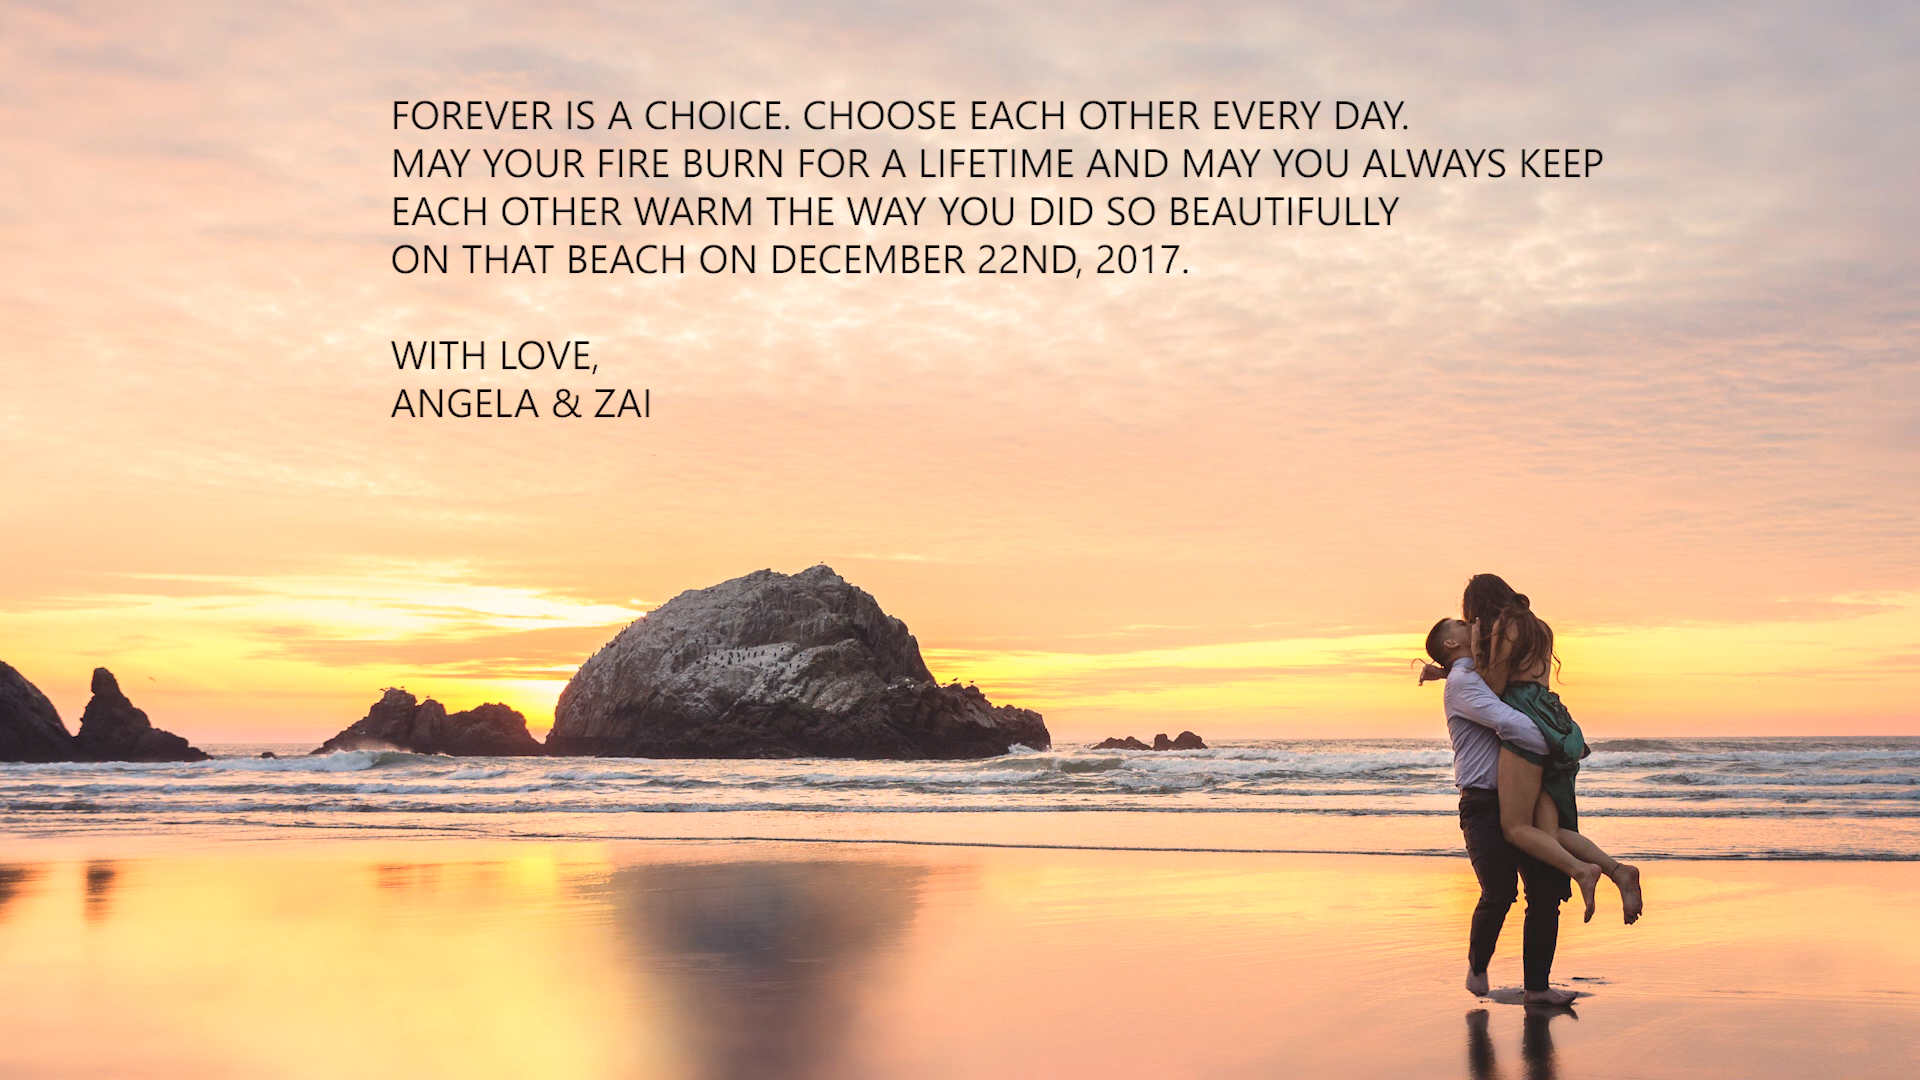 FOREVER IS A CHOICE. CHOOSE EACH OTHER EVERY DAY.
MAY YOUR FIRE BURN FOR A LIFETIME AND MAY YOU ALWAYS KEEP
EACH OTHER WARM THE WAY YOU DID SO BEAUTIFULLY
ON THAT BEACH ON DECEMBER 22ND, 2017.
WITH LOVE,
ANGELA & ZAI